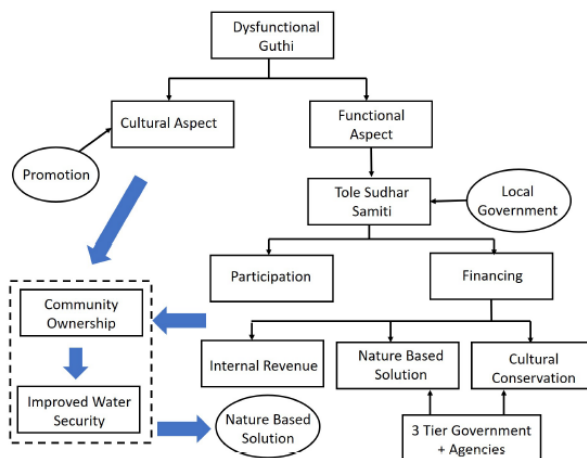 Dysfunctional
Guthi
Cultural Aspect
Functional
Aspect
Promotion
Tole Sudhar
Samiti
Local
Government
Participation
Financing
Community
Ownership
Internal Revenue
Nature Based
Solution
Cultural
Conservation
Improved Water
Security
Nature Based
Solution
3 Tier Government
+ Agencies